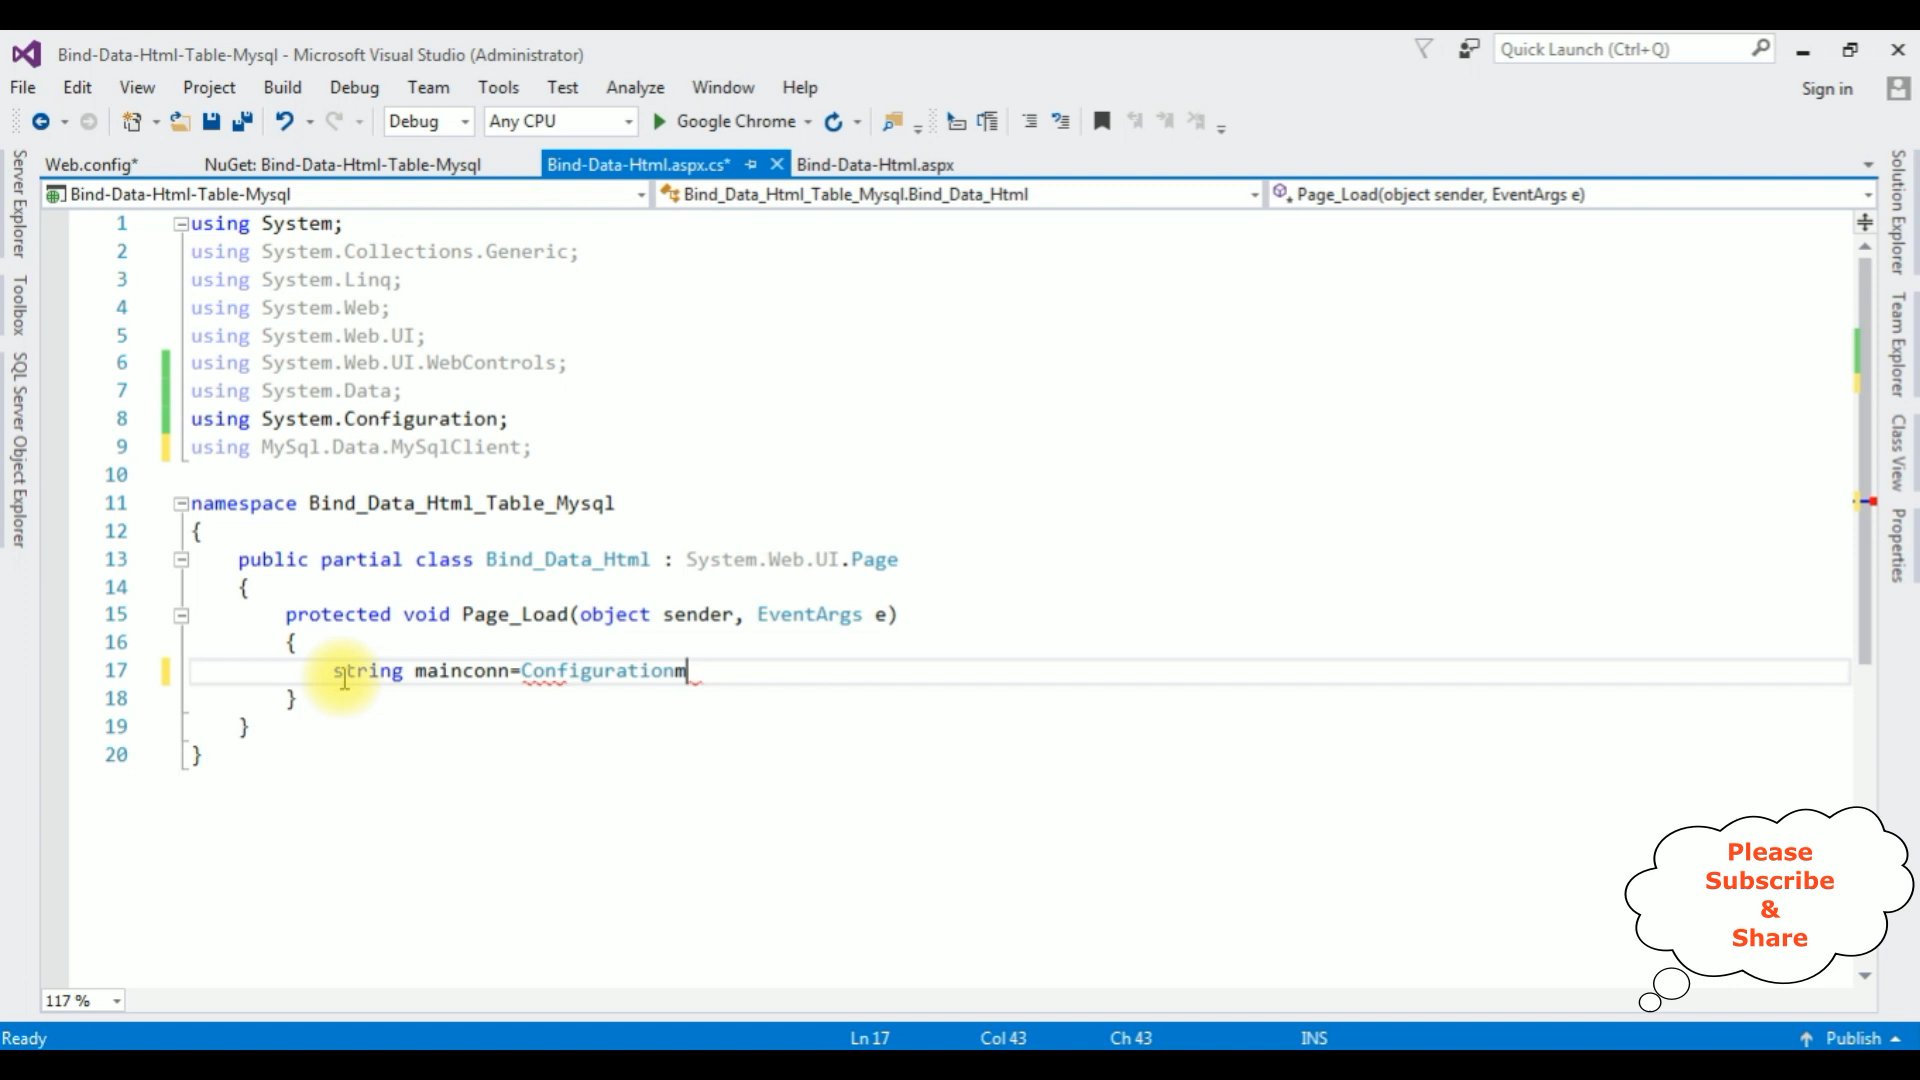 Bind-Data-Html-Table-Mysql - Microsoft Visual Studio (Administrator)
Quick Launch (Ctrl+Q)
File Edit View Project Build Debug Team Tools Test Analyze Window Help
Sign in
Debug Any CPU Google Chrome
Web.config* NuGet: Bind-Data-Html-Table-Mysql Bind-Data-Html.aspx.cs* Bind-Data-Html.aspx
Bind-Data-Html-Table-Mysql Bind_Data_Html_Table_Mysql.Bind_Data_Html Page_Load(object sender, EventArgs e)
Server Explorer
Toolbox
SQL Server Object Explorer
1 using System;
2 using System.Collections.Generic;
3 using System.Linq;
4 using System.Web;
5 using System.Web.UI;
6 using System.Web.UI.WebControls;
7 using System.Data;
8 using System.Configuration;
9 using MySql.Data.MySqlClient;
10
11 namespace Bind_Data_Html_Table_Mysql
12 {
13 public partial class Bind_Data_Html : System.Web.UI.Page
14 {
15 protected void Page_Load(object sender, EventArgs e)
16 {
17 string mainconn=Configurationm
18 }
19 }
20 }
Solution Explorer
Team Explorer
Class View
Properties
Please
Subscribe
&
Share
117 %
Ready Ln 17 Col 43 Ch 43 INS Publish